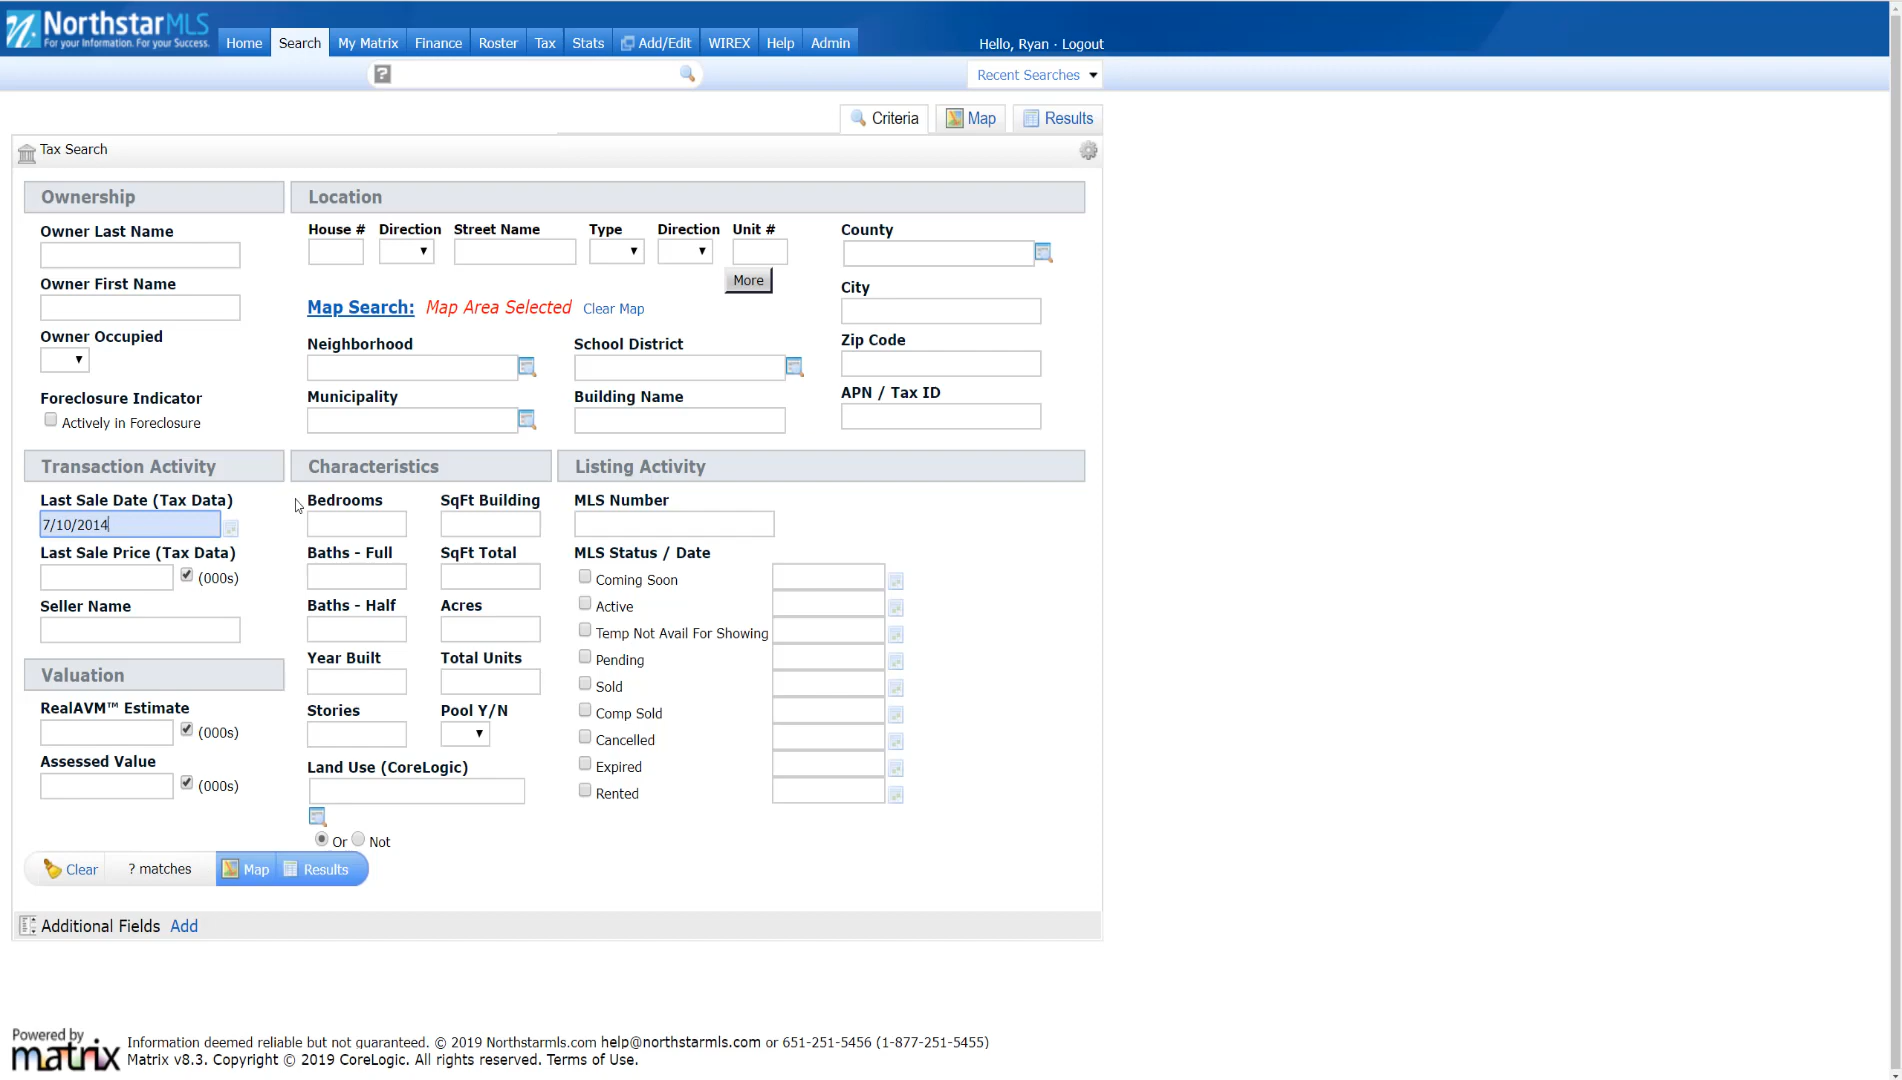 NorthstarMLS
For your Information. For your Success.
Home Search My Matrix Finance Roster Tax Stats Add/Edit WIREX Help Admin
Hello, Ryan · Logout
?
Recent Searches
Criteria Map Results
Tax Search
Ownership
Owner Last Name
Owner First Name
Owner Occupied
Foreclosure Indicator
Actively in Foreclosure
Location
House # Direction Street Name Type Direction Unit #
More
Map Search: Map Area Selected Clear Map
Neighborhood
School District
Municipality
Building Name
County
City
Zip Code
APN / Tax ID
Transaction Activity
Last Sale Date (Tax Data)
7/10/2014
Last Sale Price (Tax Data)
(000s)
Seller Name
Valuation
RealAVM™ Estimate
(000s)
Assessed Value
(000s)
Characteristics
Bedrooms SqFt Building
Baths - Full SqFt Total
Baths - Half Acres
Year Built Total Units
Stories Pool Y/N
Land Use (CoreLogic)
Or Not
Listing Activity
MLS Number
MLS Status / Date
Coming Soon
Active
Temp Not Avail For Showing
Pending
Sold
Comp Sold
Cancelled
Expired
Rented
Clear ? matches Map Results
Additional Fields Add
Powered by
matrix
Information deemed reliable but not guaranteed. © 2019 Northstarmls.com help@northstarmls.com or 651-251-5456 (1-877-251-5455)
Matrix v8.3. Copyright © 2019 CoreLogic. All rights reserved. Terms of Use.